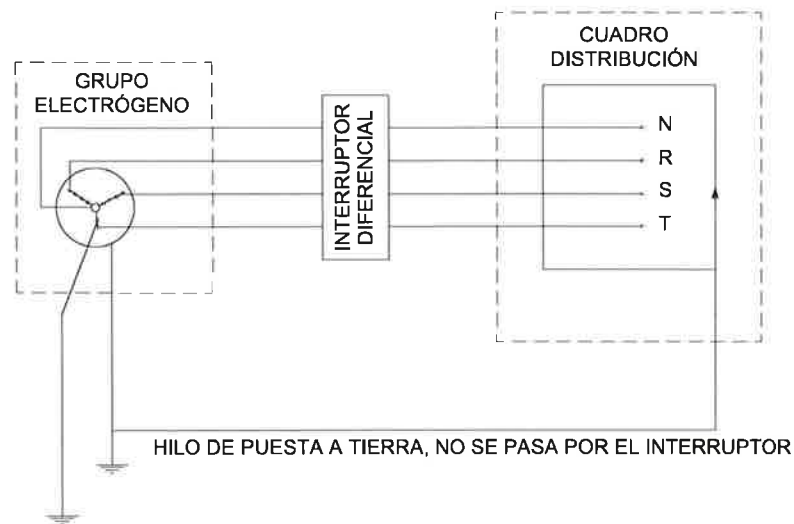 CUADRO
DISTRIBUCIÓN
GRUPO
ELECTRÓGENO
INTERRUPTOR
DIFERENCIAL
N
R
S
T
HILO DE PUESTA A TIERRA, NO SE PASA POR EL INTERRUPTOR